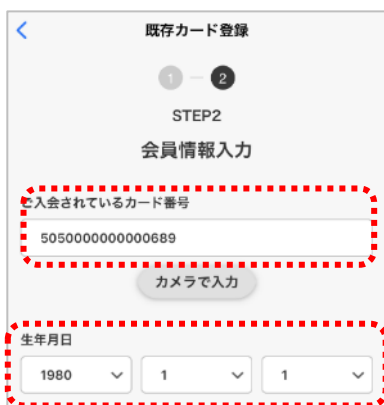 既存カード登録
1 2
STEP2
会員情報入力
ご入会されているカード番号
5050000000000689
カメラで入力
生年月日
1980 1 1